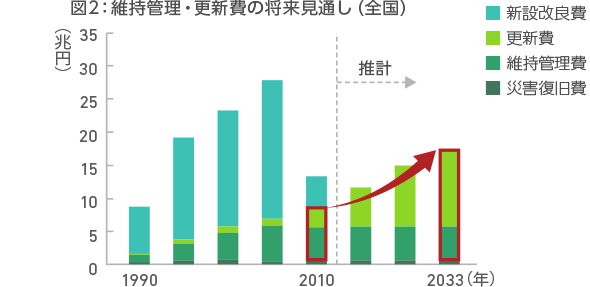 図2：維持管理・更新費の将来見通し（全国）
（兆円）
新設改良費
更新費
維持管理費
災害復旧費
推計
35
30
25
20
15
10
5
0
1990
2010
2033（年）